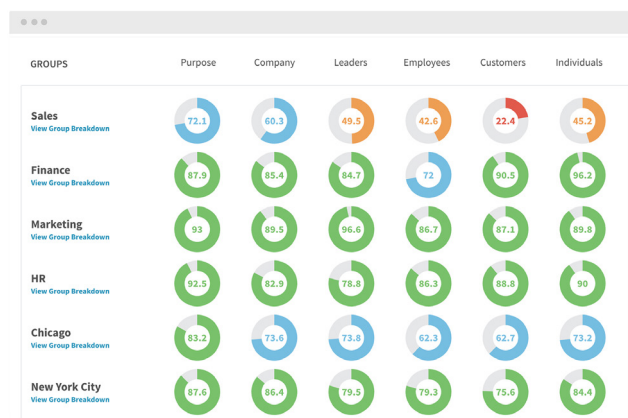 GROUPS Purpose Company Leaders Employees Customers Individuals
Sales
View Group Breakdown
72.1 60.3 49.5 42.6 22.4 45.2
Finance
View Group Breakdown
87.9 85.4 84.7 72 90.5 96.2
Marketing
View Group Breakdown
93 89.5 96.6 86.7 87.1 89.8
HR
View Group Breakdown
92.5 82.9 78.8 86.3 88.8 90
Chicago
View Group Breakdown
83.2 73.6 73.8 62.3 62.7 73.2
New York City
View Group Breakdown
87.6 86.4 79.5 79.3 75.6 84.4